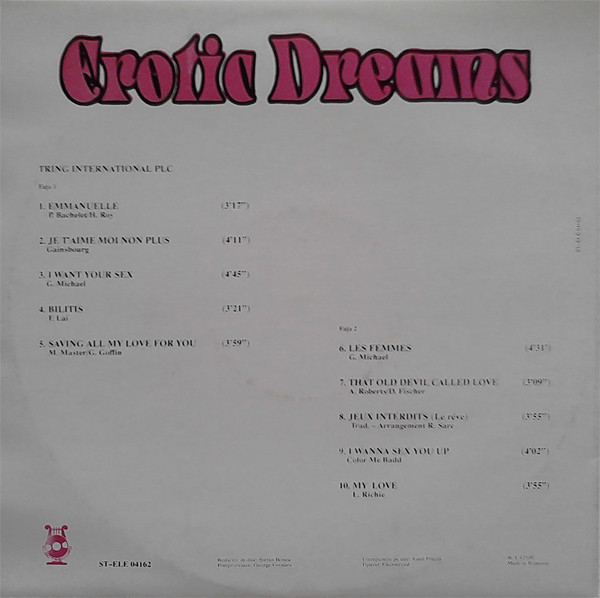 Erotic Dreams
TRING INTERNATIONAL PLC
Fața 1
1. EMMANUELLE (3'17")
P. Bachelet/H. Roy
2. JE T'AIME MOI NON PLUS (4'11")
Gainsbourg
3. I WANT YOUR SEX (4'45")
G. Michael
4. BILITIS (3'21")
F. Lai
5. SAVING ALL MY LOVE FOR YOU (3'59")
M. Master/G. Goffin
Fața 2
6. LES FEMMES (4'31")
G. Michael
7. THAT OLD DEVIL CALLED LOVE (3'09")
A. Roberts/D. Fischer
8. JEUX INTERDITS (Le rêve) (3'55")
Trad. – Arrangement R. Sarc
9. I WANNA SEX YOU UP (4'02")
Color Me Badd
10. MY LOVE (3'55")
L. Richie
ST-ELE 04162
Made in Romania